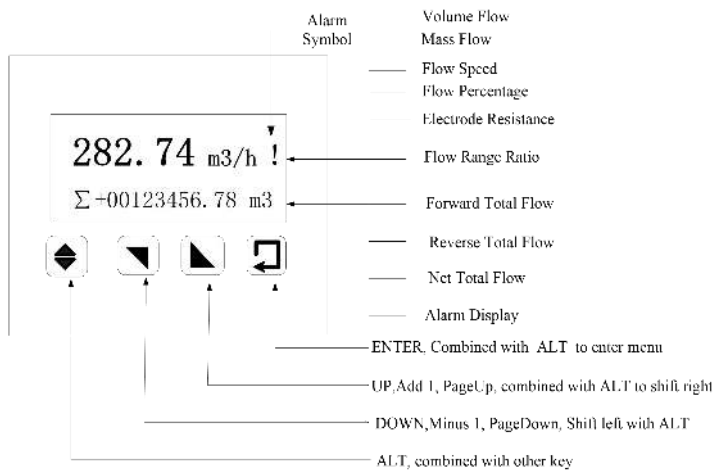 Alarm
Symbol
Volume Flow
Mass Flow
Flow Speed
Flow Percentage
Electrode Resistance
282.74 m3/h !
Flow Range Ratio
Σ+00123456.78 m3
Forward Total Flow
Reverse Total Flow
Net Total Flow
Alarm Display
ENTER, Combined with ALT to enter menu
UP,Add 1, PageUp, combined with ALT to shift right
DOWN,Minus 1, PageDown, Shift left with ALT
ALT, combined with other key